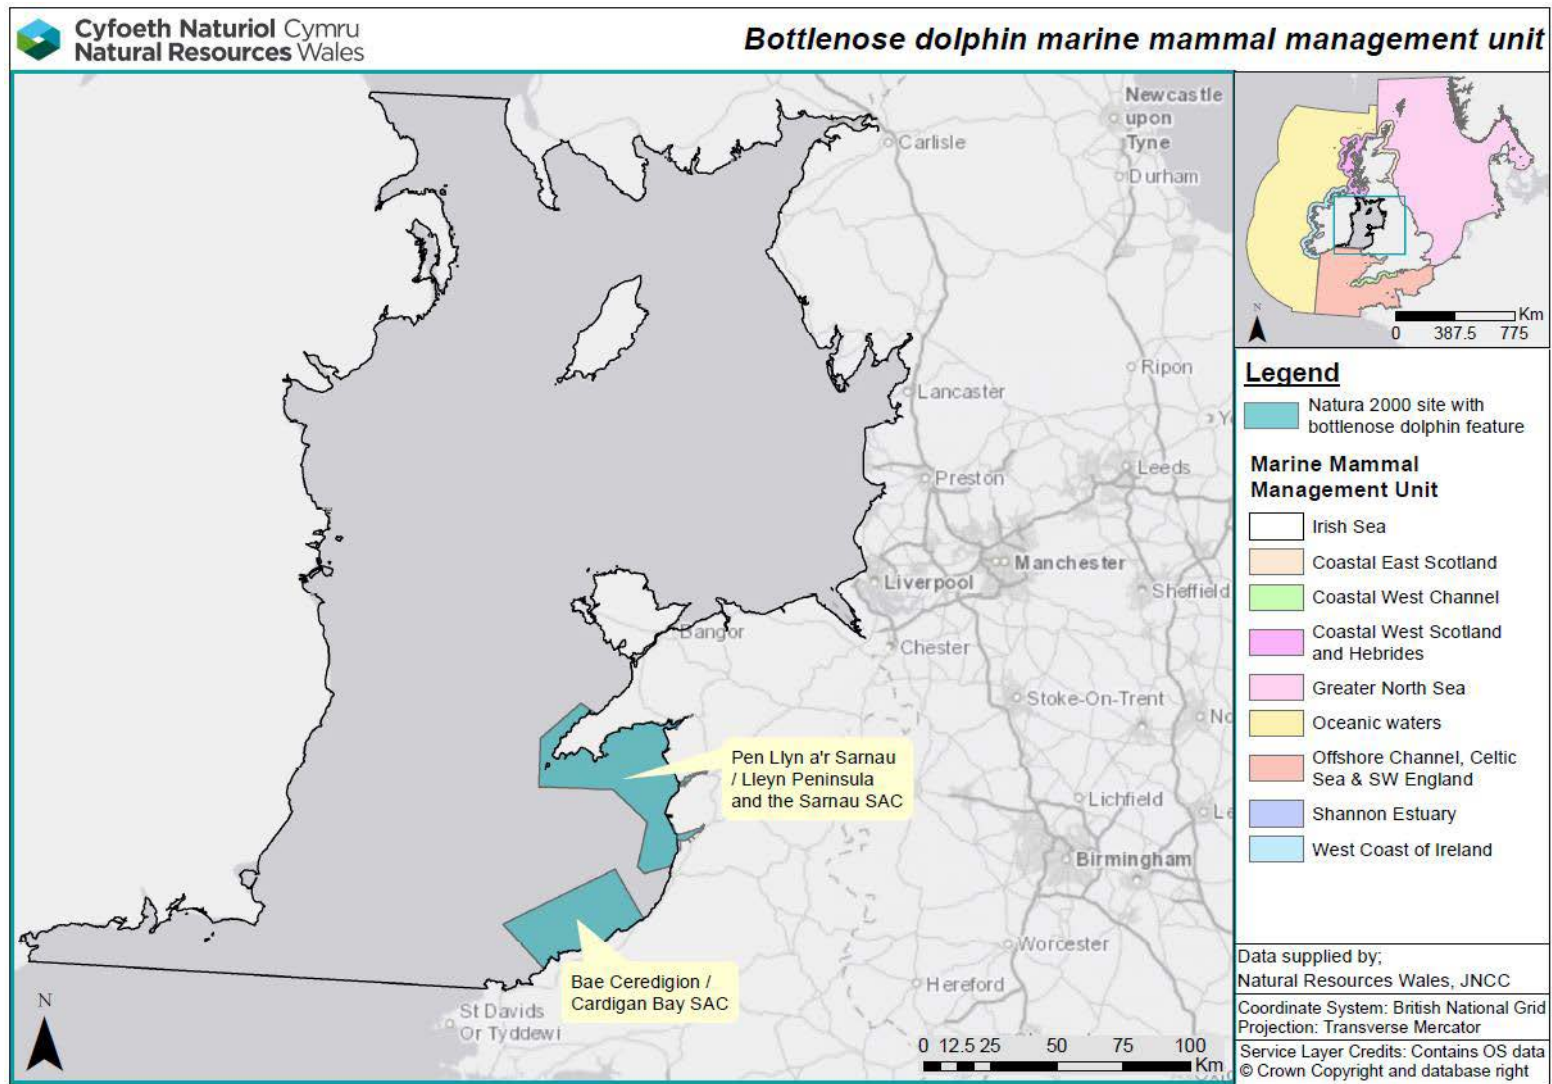 Cyfoeth Naturiol Cymru
Natural Resources Wales
Bottlenose dolphin marine mammal management unit
Newcastle
upon
Tyne
Carlisle
Durham
Ripon
Lancaster
Preston
Leeds
Manchester
Liverpool
Sheffield
Bangor
Chester
Stoke-On-Trent
Pen Llyn a'r Sarnau
/ Lleyn Peninsula
and the Sarnau SAC
Lichfield
Birmingham
Worcester
Bae Ceredigion /
Cardigan Bay SAC
Hereford
St Davids
Or Tyddewi
N
0 12.5 25 50 75 100
Km
N
Km
0 387.5 775
Legend
Natura 2000 site with
bottlenose dolphin feature
Marine Mammal
Management Unit
Irish Sea
Coastal East Scotland
Coastal West Channel
Coastal West Scotland
and Hebrides
Greater North Sea
Oceanic waters
Offshore Channel, Celtic
Sea & SW England
Shannon Estuary
West Coast of Ireland
Data supplied by;
Natural Resources Wales, JNCC
Coordinate System: British National Grid
Projection: Transverse Mercator
Service Layer Credits: Contains OS data
© Crown Copyright and database right